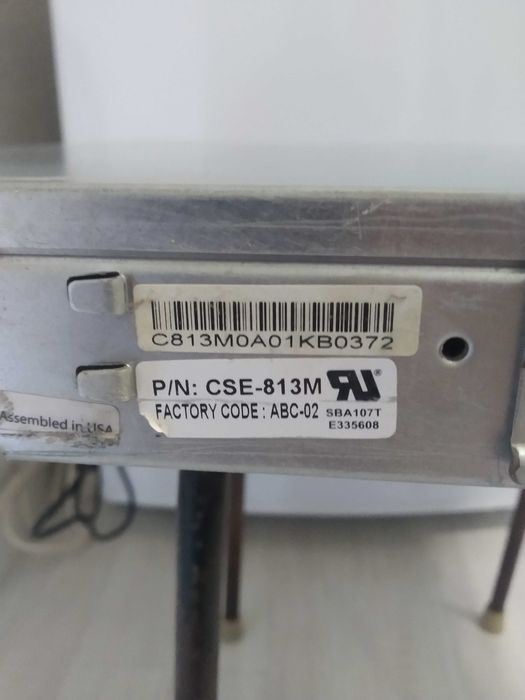 C813M0A01KB0372
P/N: CSE-813M
FACTORY CODE : ABC-02
SBA107T
E335608
Assembled in USA